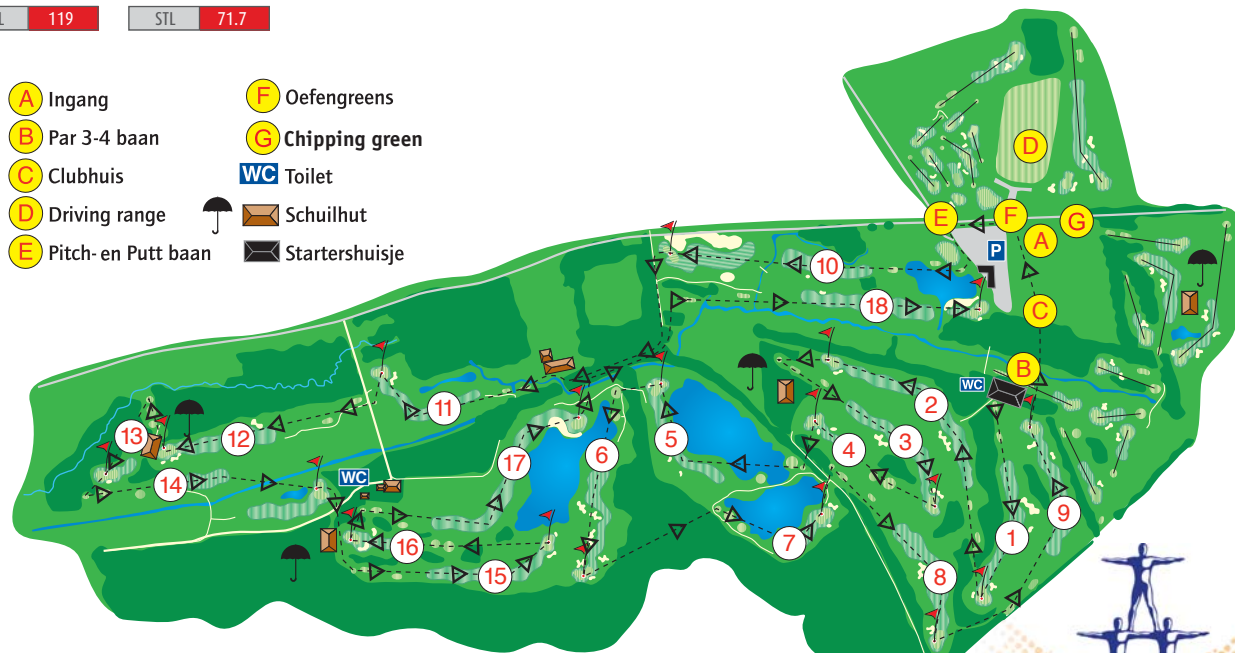 L 119 STL 71.7
A Ingang
B Par 3-4 baan
C Clubhuis
D Driving range
E Pitch- en Putt baan
F Oefengreens
G Chipping green
WC Toilet
Schuilhut
Startershuisje
D
E F G
A
P
10
18
C
B
WC
2
11
12
13
14
3
4
5
6
17
WC
16
15
7
8
1
9